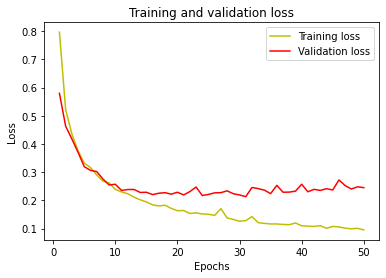 Training and validation loss
Training loss
Validation loss
0.8
0.7
0.6
0.5
0.4
0.3
0.2
0.1
Loss
0 10 20 30 40 50
Epochs